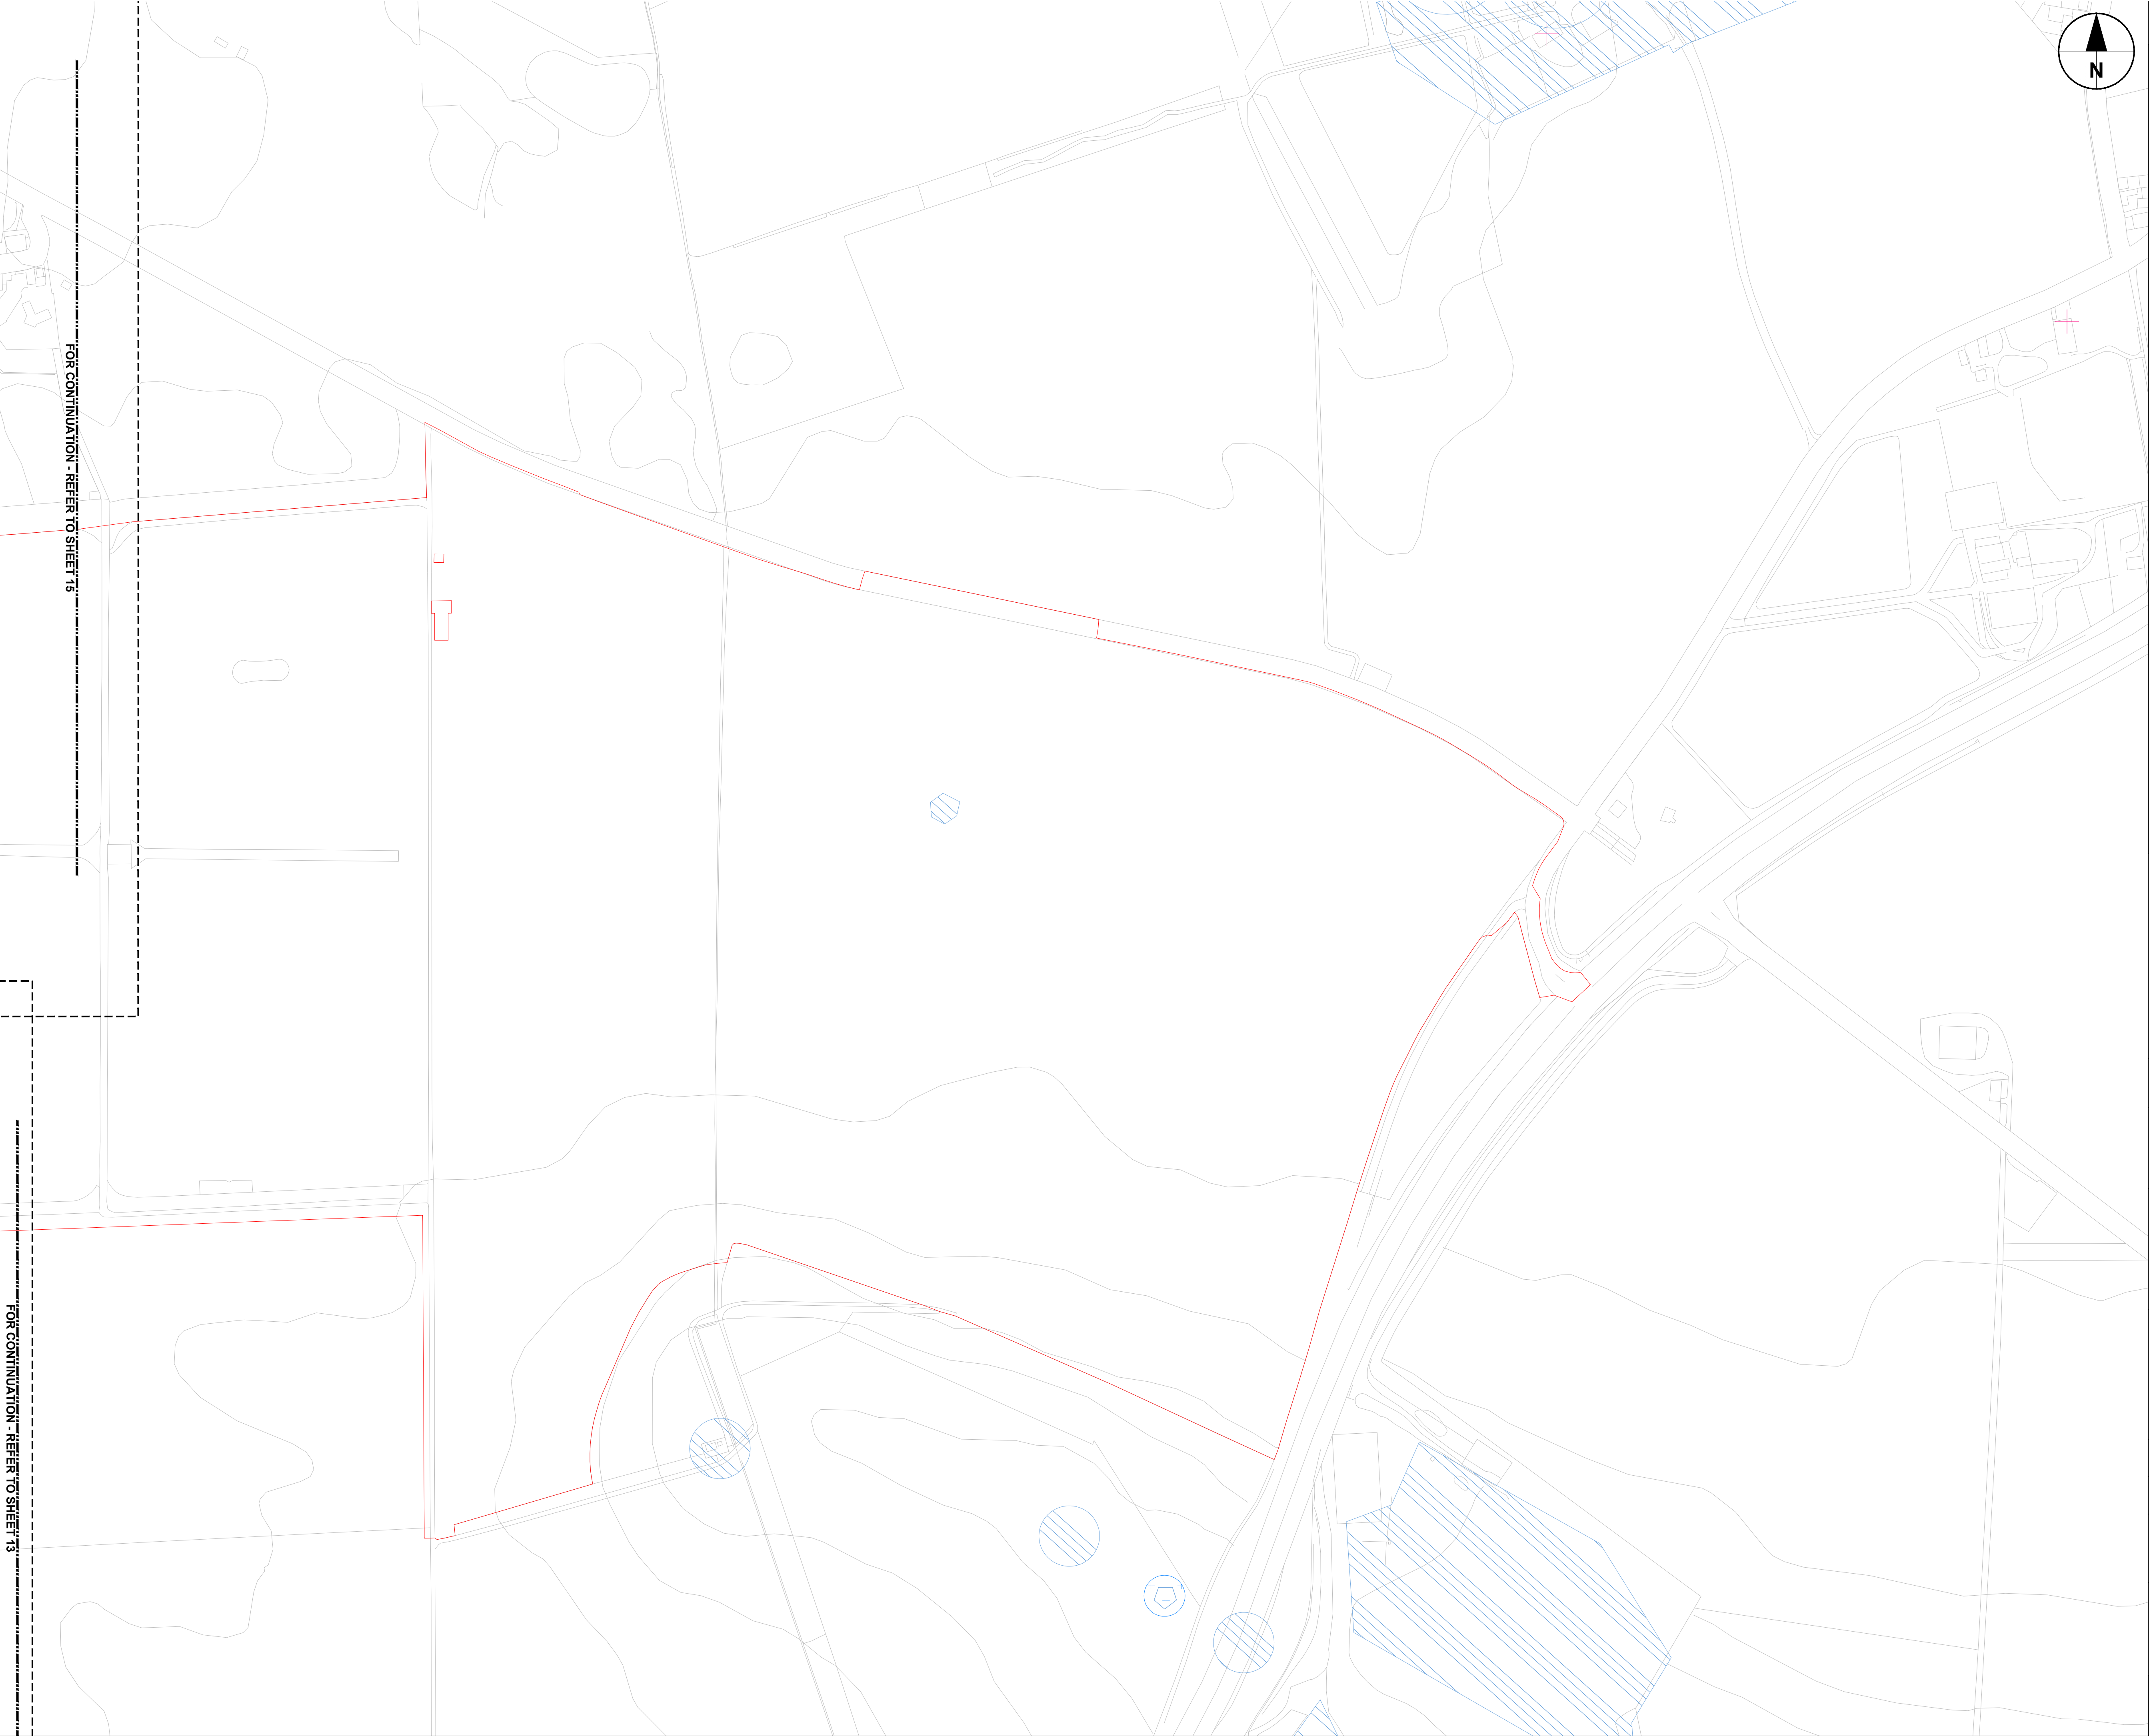 N
FOR CONTINUATION - REFER TO SHEET 15
FOR CONTINUATION - REFER TO SHEET 13